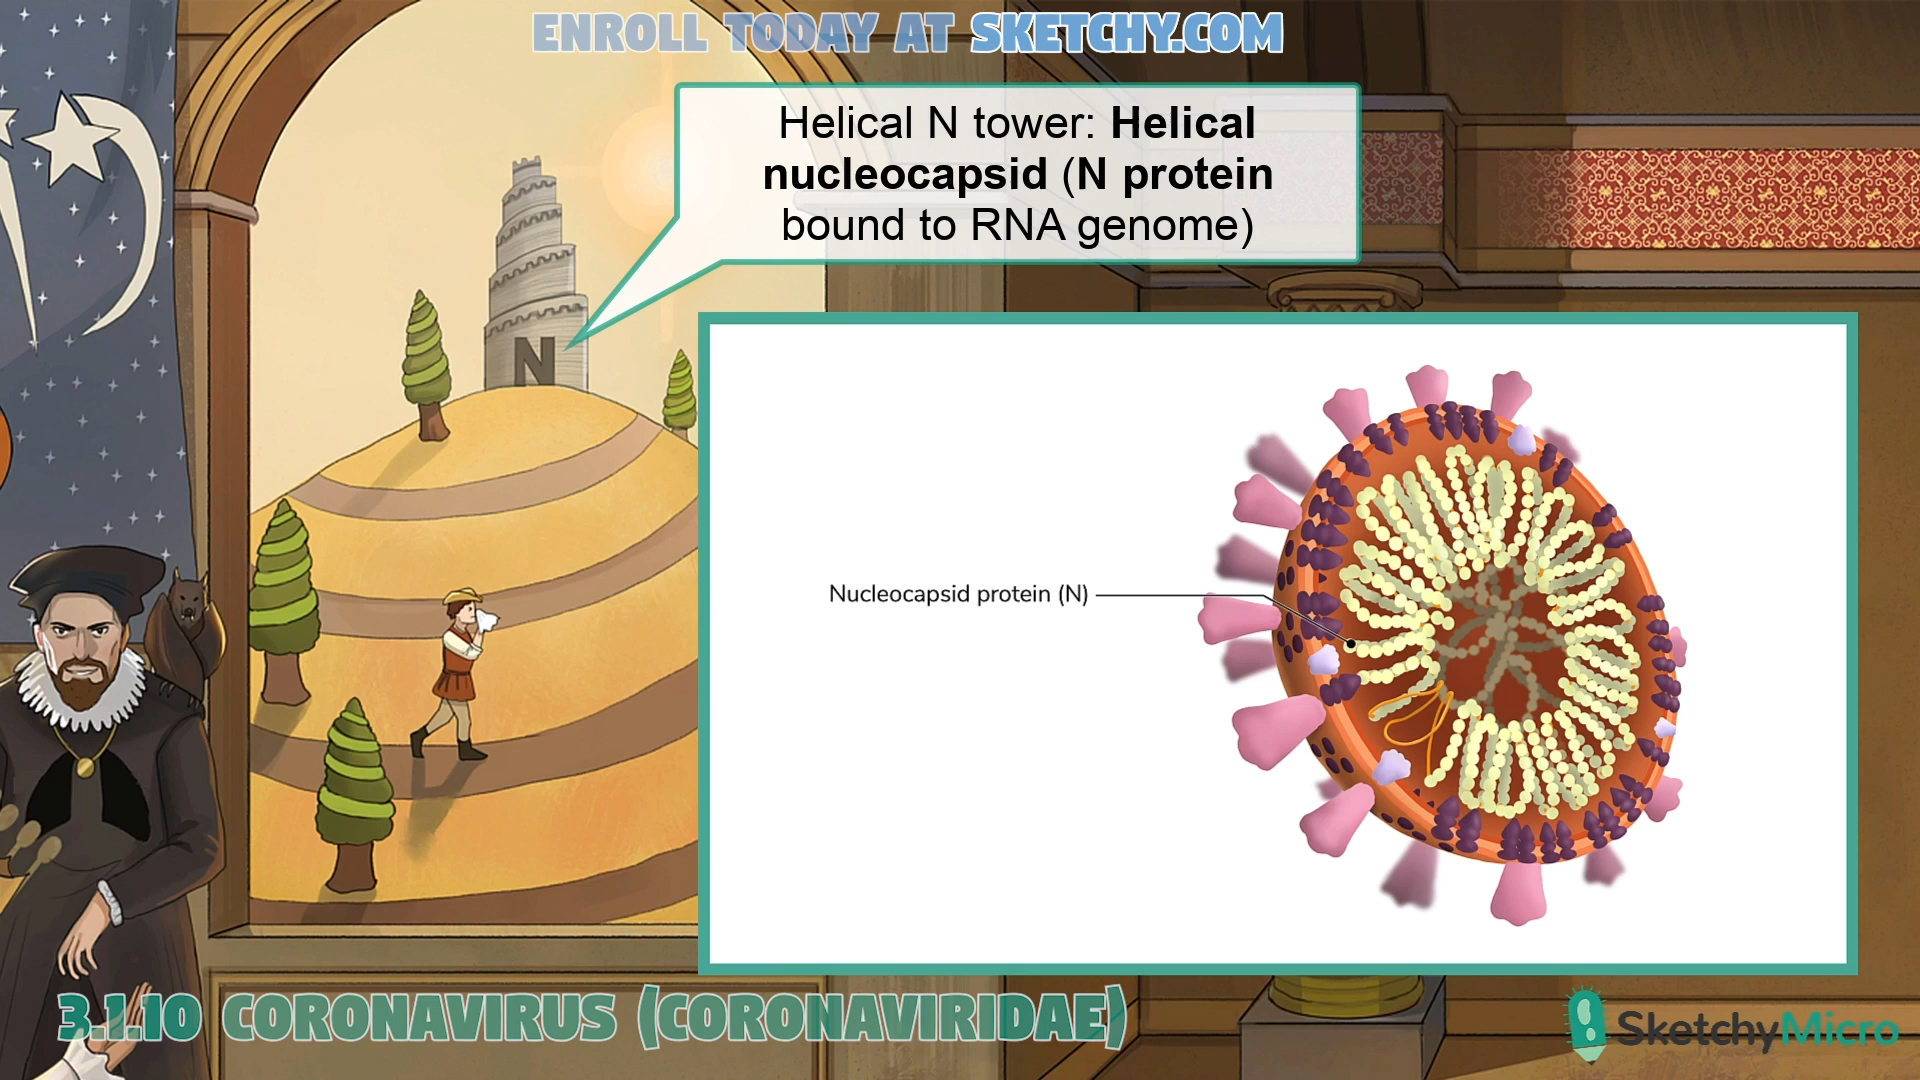 ENROLL TODAY AT SKETCHY.COM
Helical N tower: Helical
nucleocapsid (N protein
bound to RNA genome)
N
Nucleocapsid protein (N)
3.1.10 CORONAVIRUS (CORONAVIRIDAE)
SketchyMicro